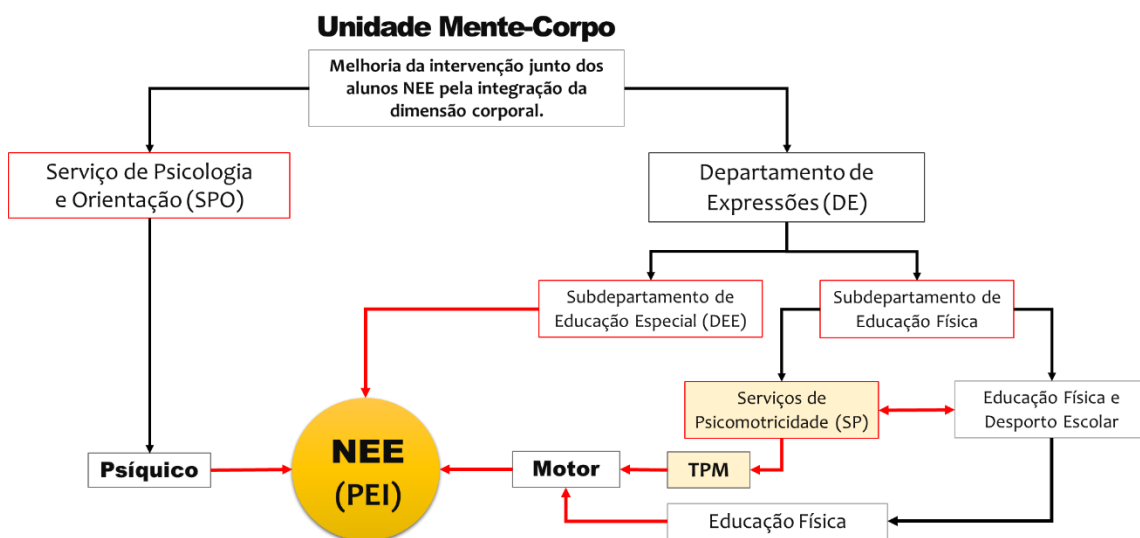 Unidade Mente-Corpo
Melhoria da intervenção junto dos
alunos NEE pela integração da
dimensão corporal.
Serviço de Psicologia
e Orientação (SPO)
Departamento de
Expressões (DE)
Subdepartamento de
Educação Especial (DEE)
Subdepartamento de
Educação Física
Serviços de
Psicomotricidade (SP)
Educação Física e
Desporto Escolar
Psíquico
NEE
(PEI)
Motor
TPM
Educação Física